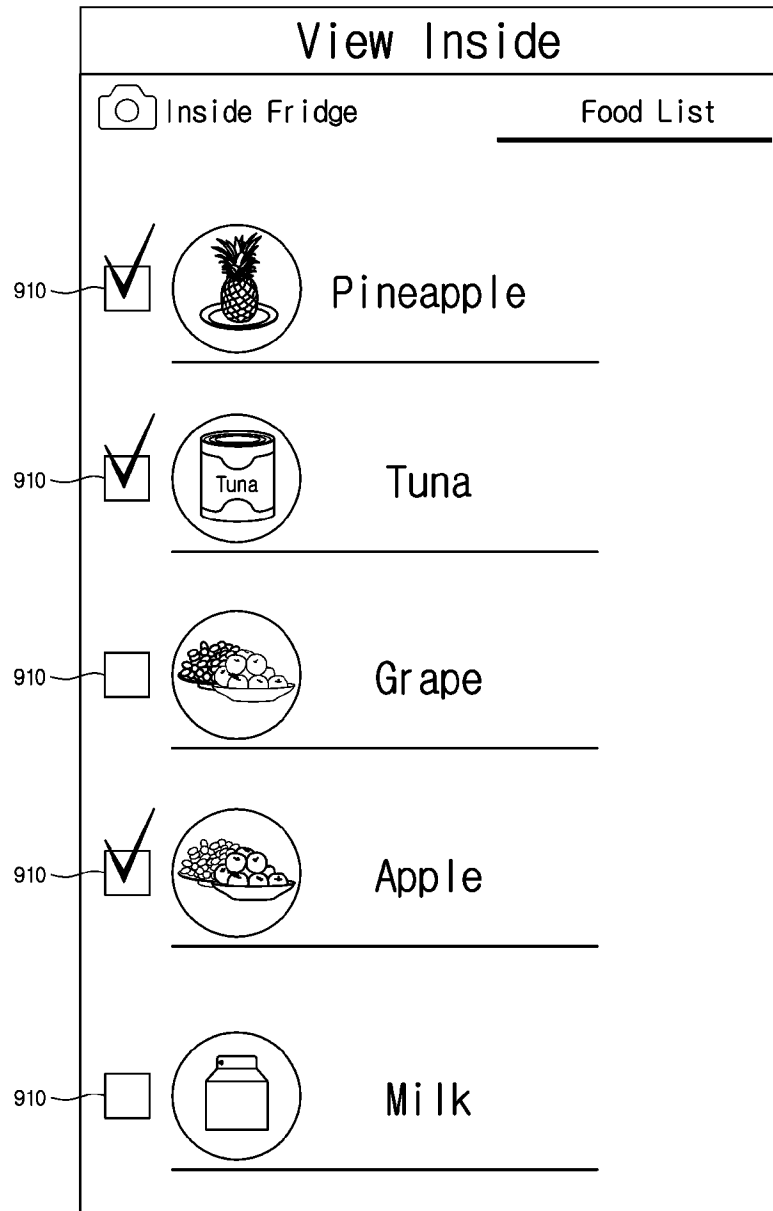 View Inside
Inside Fridge Food List
910 Pineapple
910 Tuna Tuna
910 Grape
910 Apple
910 Milk